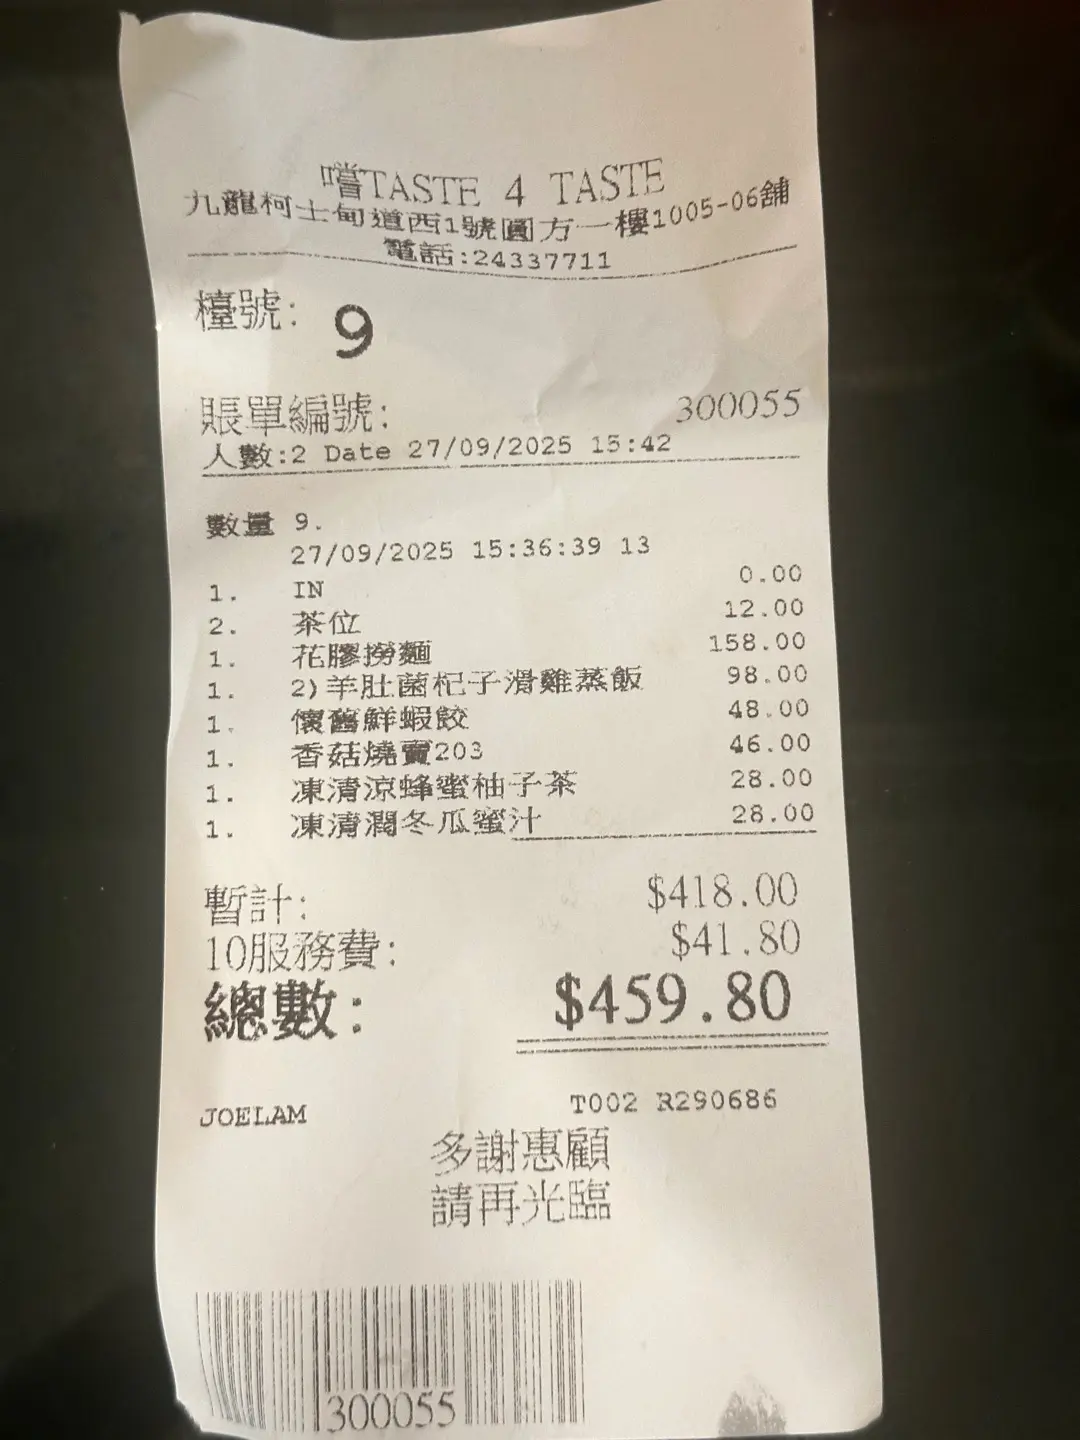 嚐TASTE 4 TASTE
九龍柯士甸道西1號圓方一樓1005-06舖
電話:24337711
檯號: 9
賬單編號: 300055
人數:2 Date 27/09/2025 15:42
數量 9.
27/09/2025 15:36:39 13
1. IN 0.00
2. 茶位 12.00
1. 花膠撈麵 158.00
1. 2)羊肚菌杞子滑雞蒸飯 98.00
1. 懷舊鮮蝦餃 48.00
1. 香菇燒賣203 46.00
1. 凍清涼蜂蜜柚子茶 28.00
1. 凍清潤冬瓜蜜汁 28.00
暫計: $418.00
10服務費: $41.80
總數: $459.80
JOELAM T002 R290686
多謝惠顧
請再光臨
300055